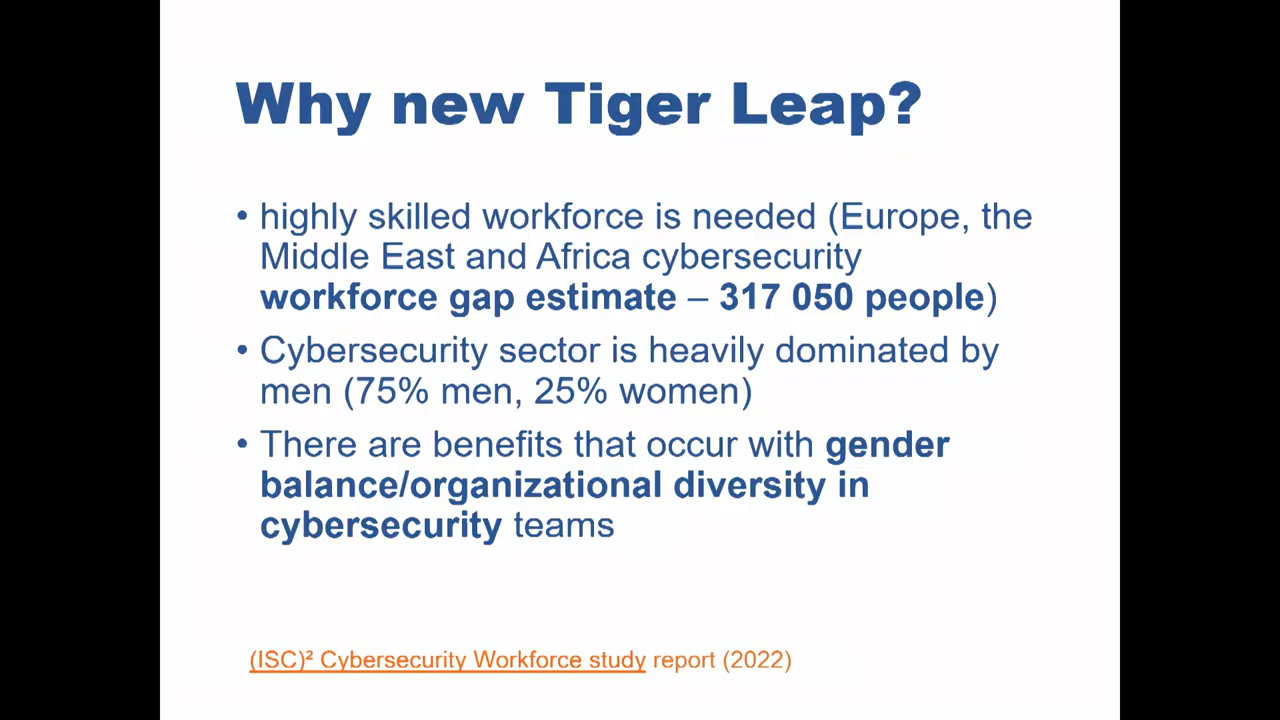 Why new Tiger Leap?
• highly skilled workforce is needed (Europe, the
Middle East and Africa cybersecurity
workforce gap estimate – 317 050 people)
• Cybersecurity sector is heavily dominated by
men (75% men, 25% women)
• There are benefits that occur with gender
balance/organizational diversity in
cybersecurity teams
(ISC)² Cybersecurity Workforce study report (2022)